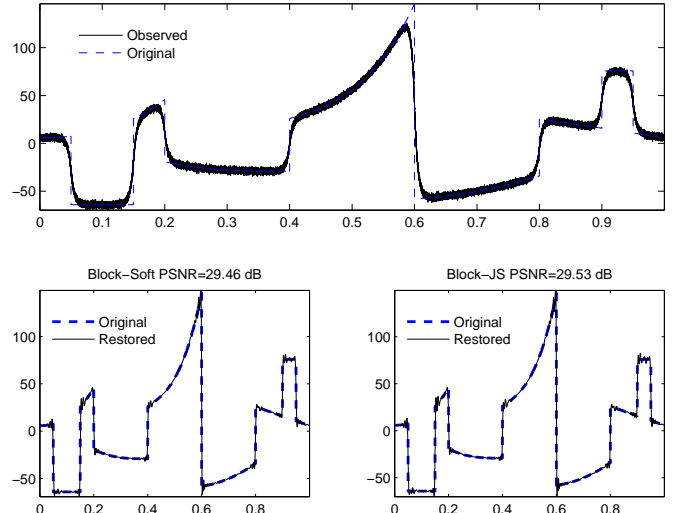 100
50
0
−50
Observed
Original
0 0.1 0.2 0.3 0.4 0.5 0.6 0.7 0.8 0.9
Block−Soft PSNR=29.46 dB
100
50
0
−50
Original
Restored
0 0.2 0.4 0.6 0.8
Block−JS PSNR=29.53 dB
100
50
0
−50
Original
Restored
0 0.2 0.4 0.6 0.8